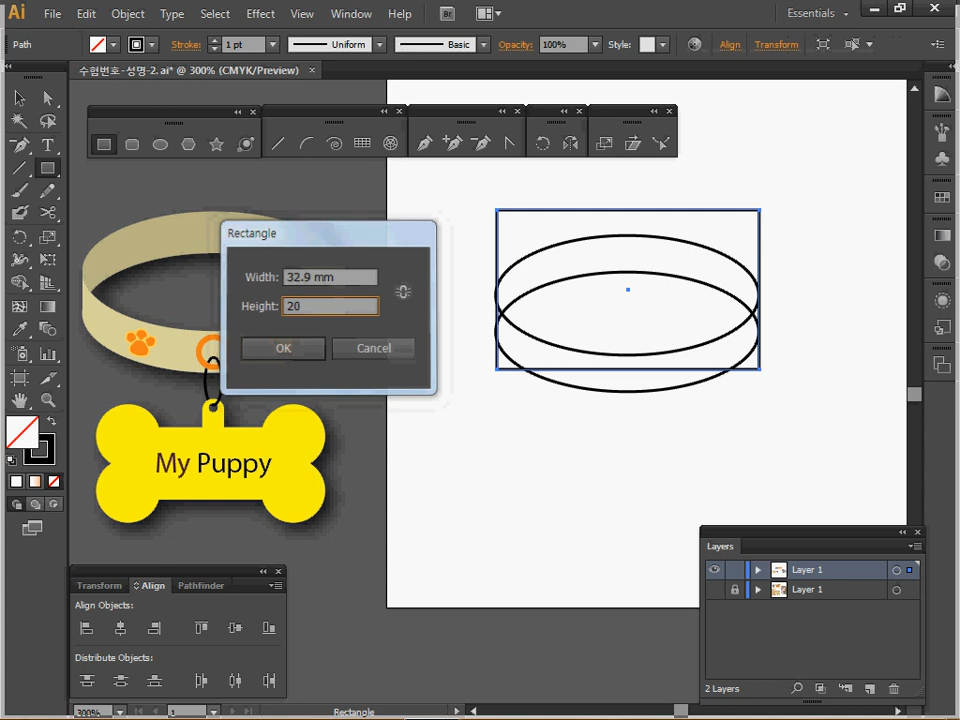 Ai File Edit Object Type Select Effect View Window Help Br Essentials
Path Stroke: 1 pt Uniform Basic Opacity: 100% Style: Align Transform
수험번호-성명-2.ai* @ 300% (CMYK/Preview)
Rectangle
Width: 32.9 mm
Height: 20
OK Cancel
My Puppy
Layers
Layer 1
Layer 1
2 Layers
Transform Align Pathfinder
Align Objects:
Distribute Objects:
300% 1 Rectangle